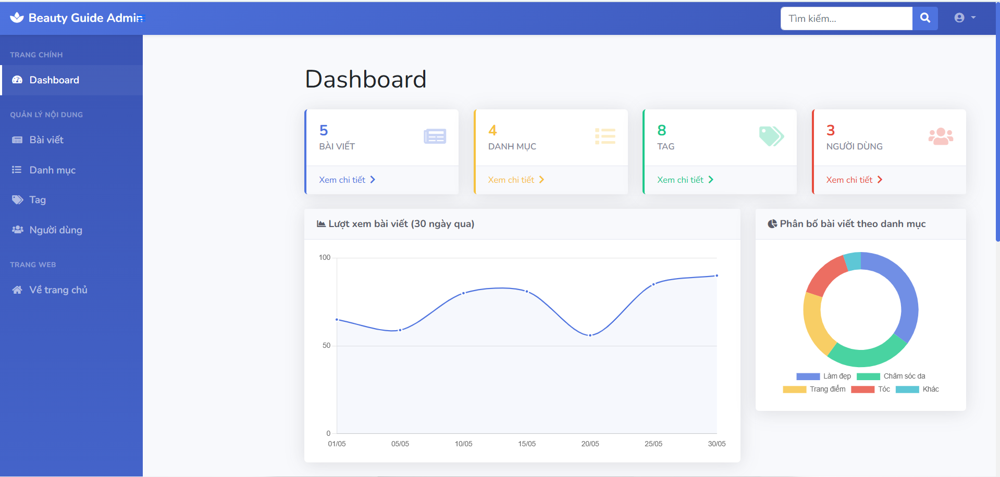 Beauty Guide Admin
Tìm kiếm...
TRANG CHÍNH
Dashboard
QUẢN LÝ NỘI DUNG
Bài viết
Danh mục
Tag
Người dùng
TRANG WEB
Về trang chủ
Dashboard
5
BÀI VIẾT
Xem chi tiết
4
DANH MỤC
Xem chi tiết
8
TAG
Xem chi tiết
3
NGƯỜI DÙNG
Xem chi tiết
Lượt xem bài viết (30 ngày qua)
100
50
0
01/05 05/05 10/05 15/05 20/05 25/05 30/05
Phân bố bài viết theo danh mục
Làm đẹp Chăm sóc da
Trang điểm Tóc Khác